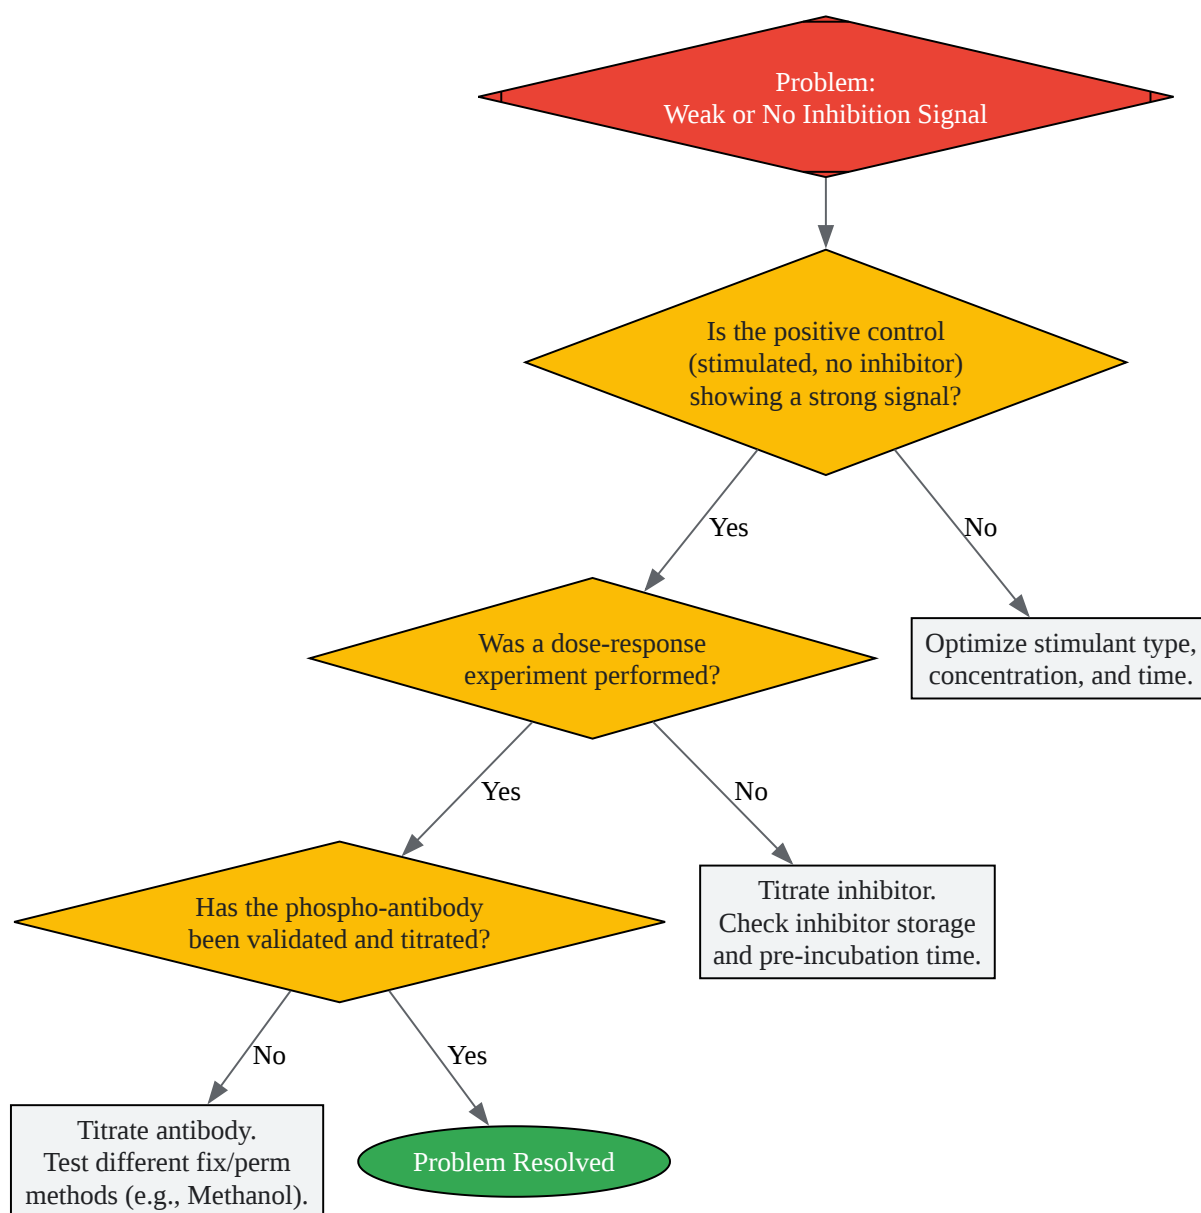 Problem:
Weak or No Inhibition Signal
Is the positive control
(stimulated, no inhibitor)
showing a strong signal?
Yes
No
Was a dose-response
experiment performed?
Optimize stimulant type,
concentration, and time.
Yes
No
Has the phospho-antibody
been validated and titrated?
Titrate inhibitor.
Check inhibitor storage
and pre-incubation time.
No
Yes
Titrate antibody.
Test different fix/perm
methods (e.g., Methanol).
Problem Resolved